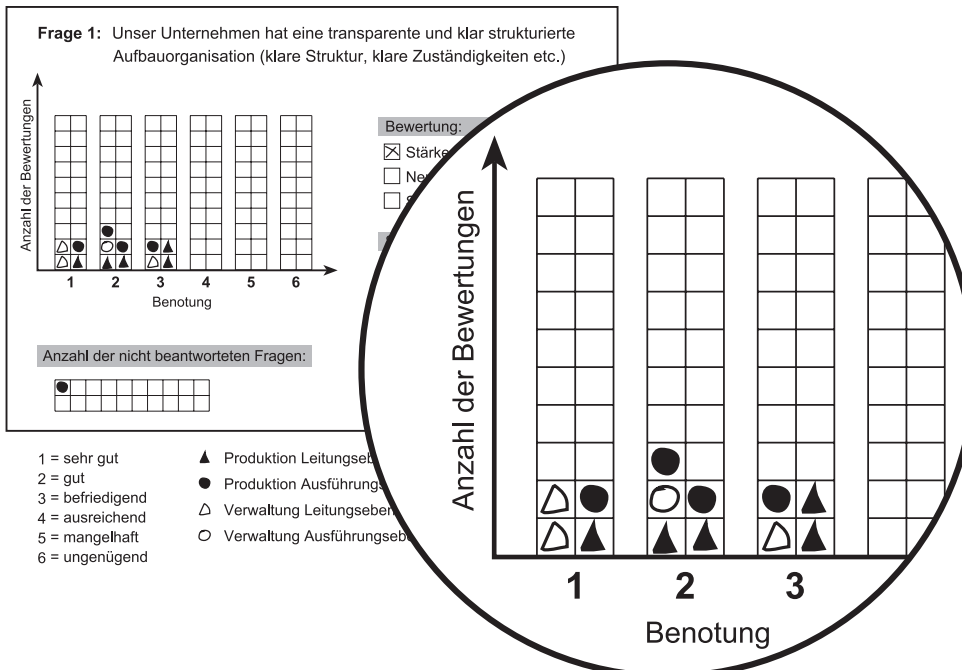 Frage 1: Unser Unternehmen hat eine transparente und klar strukturierte
Aufbauorganisation (klare Struktur, klare Zuständigkeiten etc.)
Anzahl der Bewertungen
1 2 3 4 5 6
Benotung
Bewertung:
Stärke
Anzahl der nicht beantworteten Fragen:
1 = sehr gut
2 = gut
3 = befriedigend
4 = ausreichend
5 = mangelhaft
6 = ungenügend
Produktion Leitungseb
Produktion Ausführungs
Verwaltung Leitungseben
Verwaltung Ausführungsebe
Anzahl der Bewertungen
1 2 3
Benotung